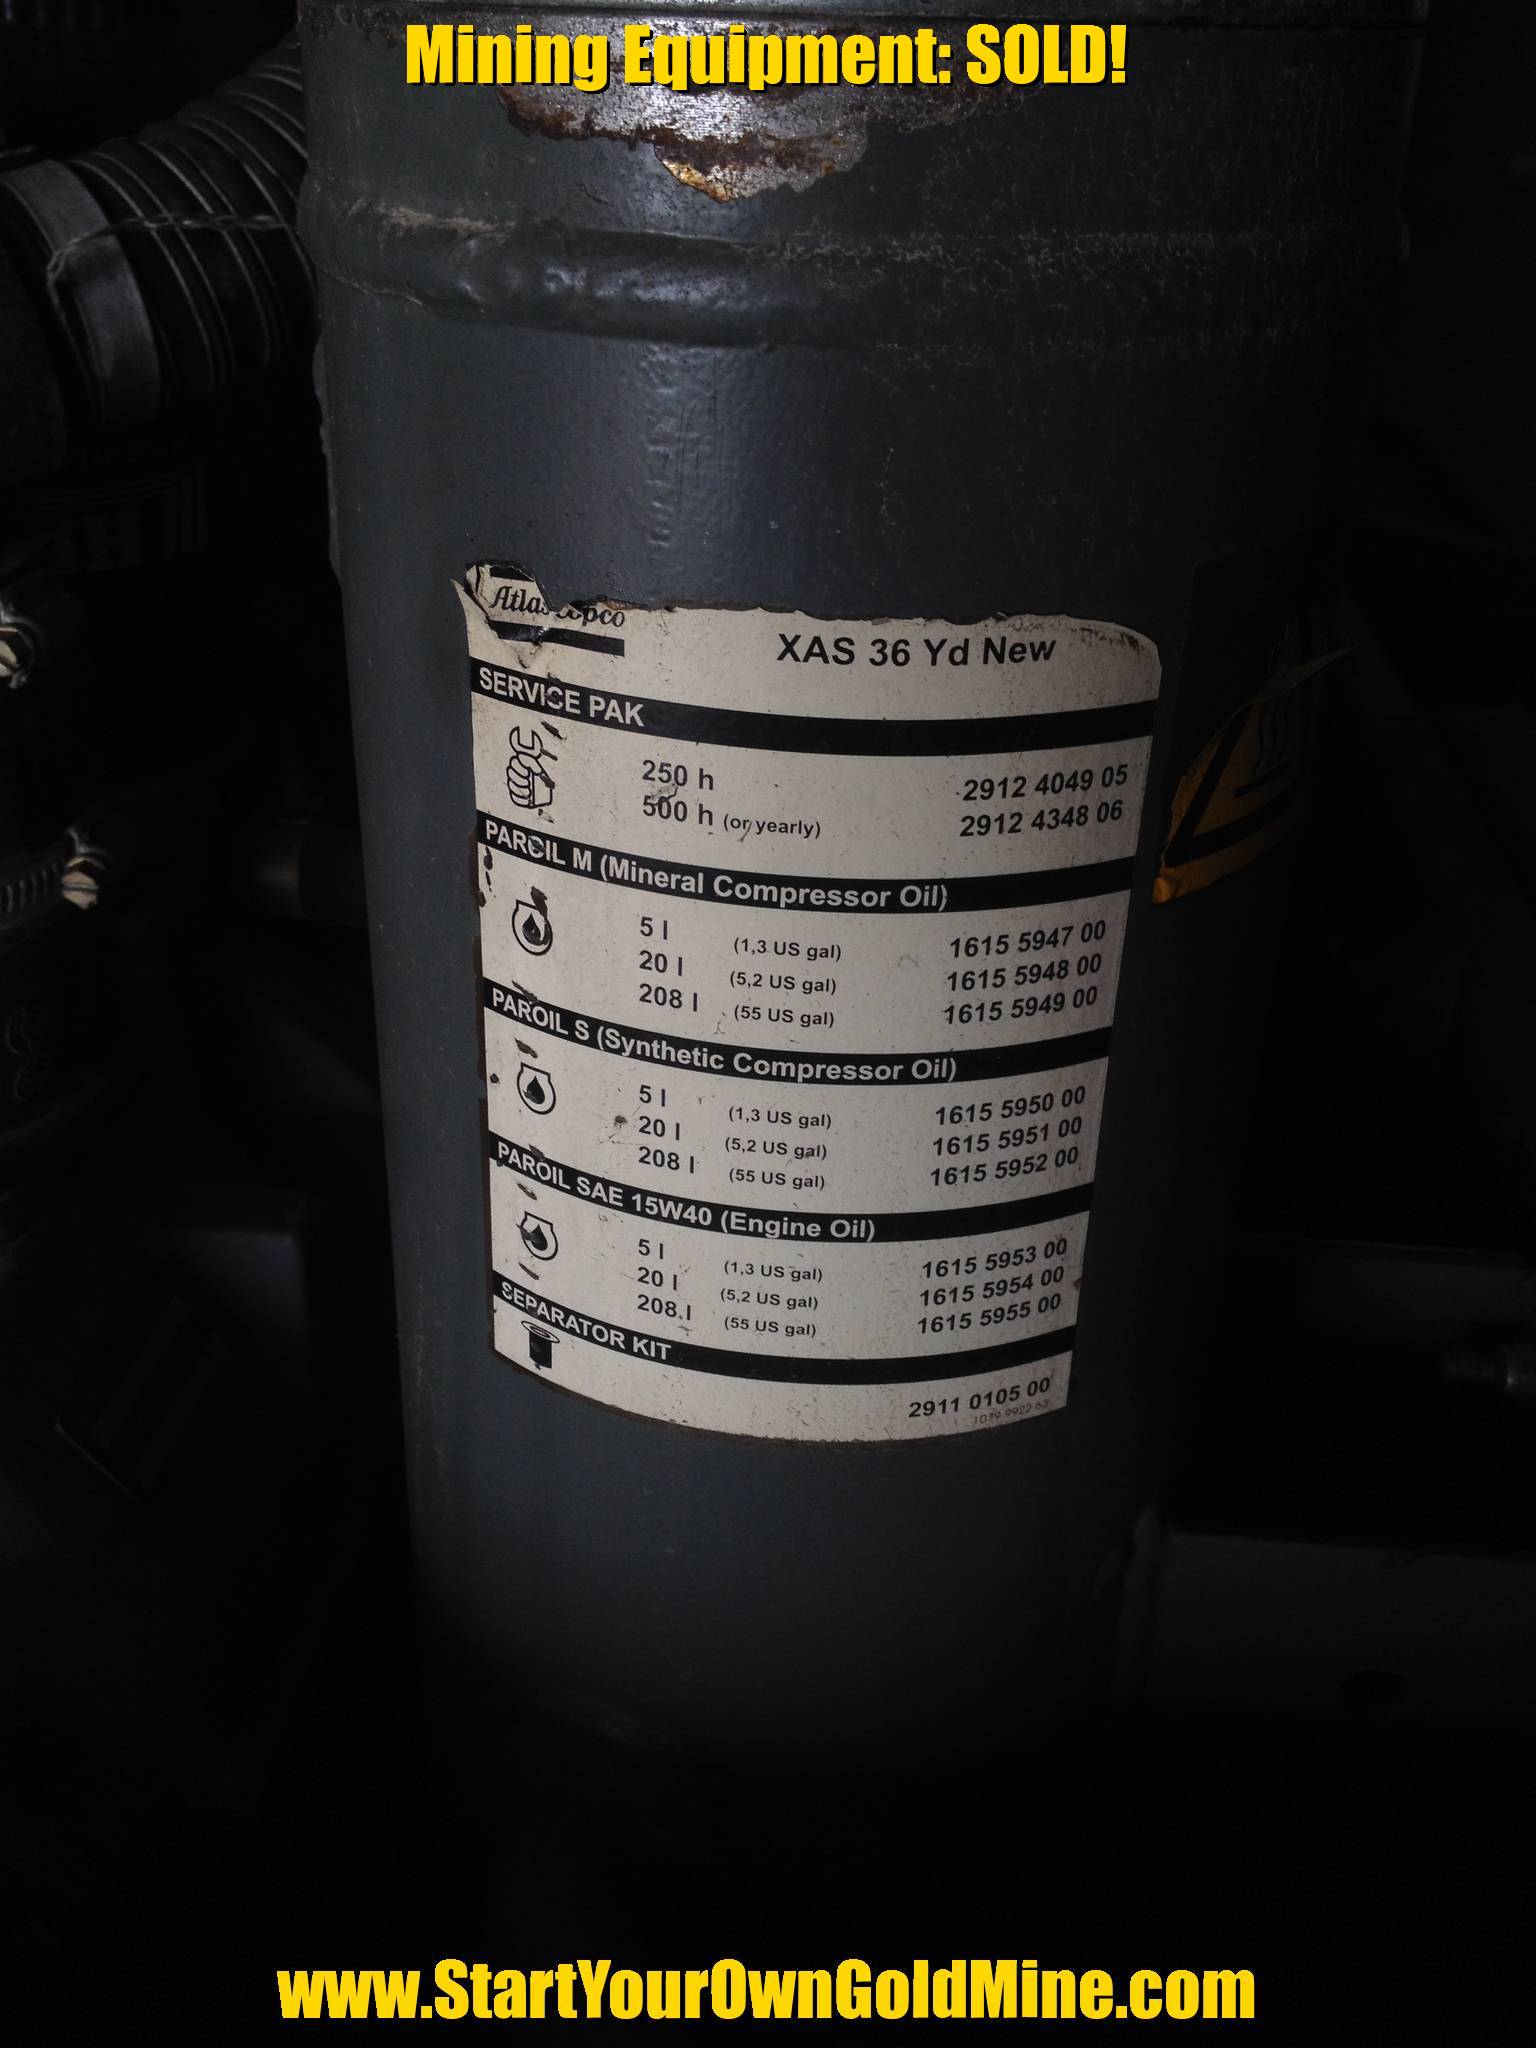 Mining Equipment: SOLD!
Atlas Copco
XAS 36 Yd New
SERVICE PAK
250 h 2912 4049 05
500 h (or yearly) 2912 4348 06
PAROIL M (Mineral Compressor Oil)
5 l (1,3 US gal) 1615 5947 00
20 l (5,2 US gal) 1615 5948 00
208 l (55 US gal) 1615 5949 00
PAROIL S (Synthetic Compressor Oil)
5 l (1,3 US gal) 1615 5950 00
20 l (5,2 US gal) 1615 5951 00
208 l (55 US gal) 1615 5952 00
PAROIL SAE 15W40 (Engine Oil)
5 l (1,3 US gal) 1615 5953 00
20 l (5,2 US gal) 1615 5954 00
208 l (55 US gal) 1615 5955 00
SEPARATOR KIT
2911 0105 00
1079 9922 63
www.StartYourOwnGoldMine.com